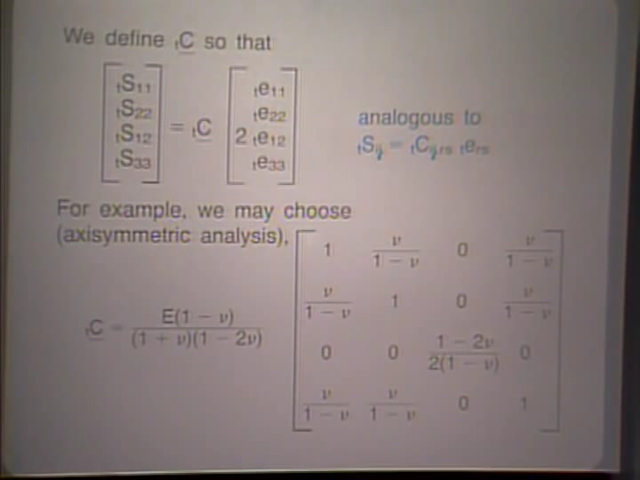 We define ₜC so that
[ₜS₁₁ ₜS₂₂ ₜS₁₂ ₜS₃₃] = ₜC [ₜe₁₁ ₜe₂₂ 2 ₜe₁₂ ₜe₃₃]
analogous to
ₜSᵢⱼ = ₜCᵢⱼᵣₛ ₜeᵣₛ
For example, we may choose
(axisymmetric analysis),
ₜC = E(1 − ν) / (1 + ν)(1 − 2ν)
1 ν/(1 − ν) 0 ν/(1 − ν)
ν/(1 − ν) 1 0 ν/(1 − ν)
0 0 (1 − 2ν)/2(1 − ν) 0
ν/(1 − ν) ν/(1 − ν) 0 1